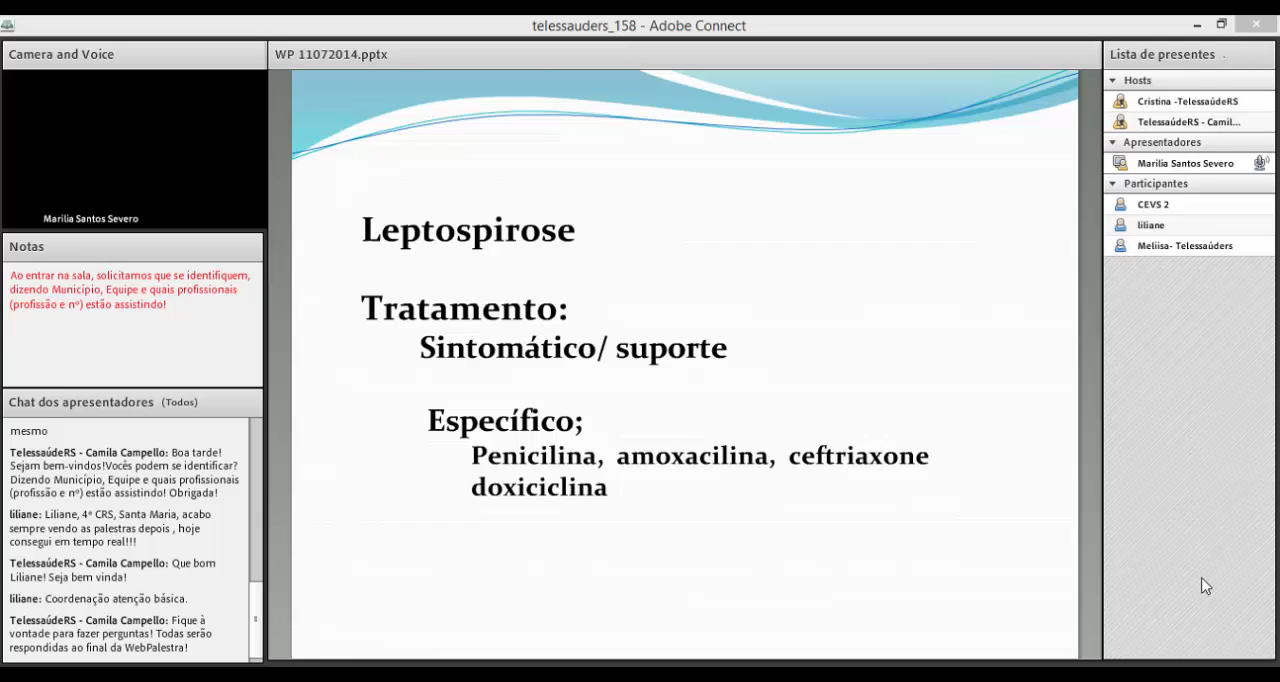 telessauders_158 - Adobe Connect
Camera and Voice
Marilia Santos Severo
Notas
Ao entrar na sala, solicitamos que se identifiquem,
dizendo Município, Equipe e quais profissionais
(profissão e nº) estão assistindo!
Chat dos apresentadores (Todos)
mesmo
TelessaúdeRS - Camila Campello: Boa tarde!
Sejam bem-vindos!Vocês podem se identificar?
Dizendo Município, Equipe e quais profissionais
(profissão e nº) estão assistindo! Obrigada!
liliane: Liliane, 4ª CRS, Santa Maria, acabo
sempre vendo as palestras depois , hoje
consegui em tempo real!!!
TelessaúdeRS - Camila Campello: Que bom
Liliane! Seja bem vinda!
liliane: Coordenação atenção básica.
TelessaúdeRS - Camila Campello: Fique à
vontade para fazer perguntas! Todas serão
respondidas ao final da WebPalestra!
WP 11072014.pptx
Leptospirose
Tratamento:
Sintomático/ suporte
Específico;
Penicilina, amoxacilina, ceftriaxone
doxiciclina
Lista de presentes
Hosts
Cristina -TelessaúdeRS
TelessaúdeRS - Camil...
Apresentadores
Marilia Santos Severo
Participantes
CEVS 2
liliane
Meliisa- Telessaúders